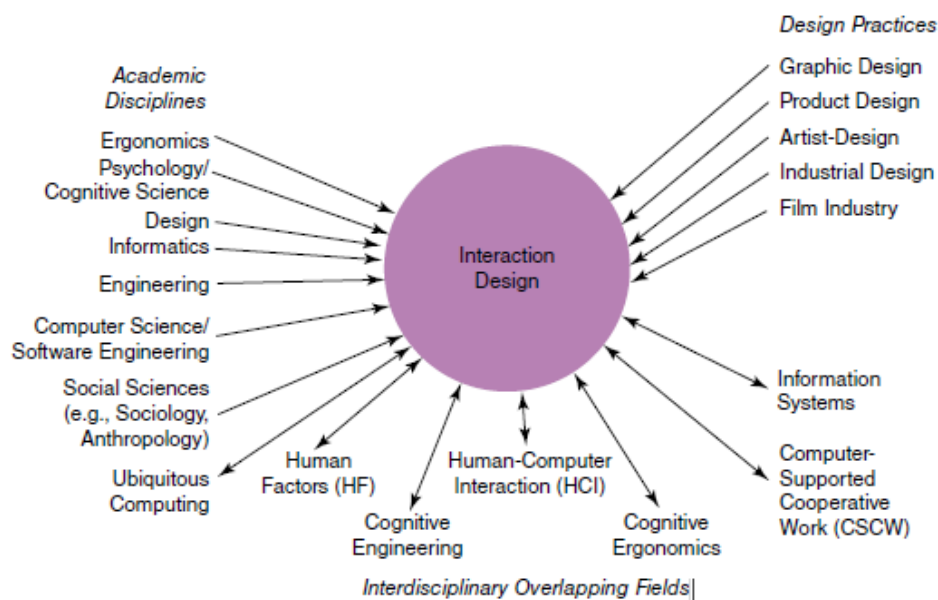 Academic
Disciplines
Ergonomics
Psychology/
Cognitive Science
Design
Informatics
Engineering
Computer Science/
Software Engineering
Social Sciences
(e.g., Sociology,
Anthropology)
Ubiquitous
Computing
Design Practices
Graphic Design
Product Design
Artist-Design
Industrial Design
Film Industry
Interaction
Design
Information
Systems
Computer-
Supported
Cooperative
Work (CSCW)
Human
Factors (HF)
Human-Computer
Interaction (HCI)
Cognitive
Engineering
Cognitive
Ergonomics
Interdisciplinary Overlapping Fields